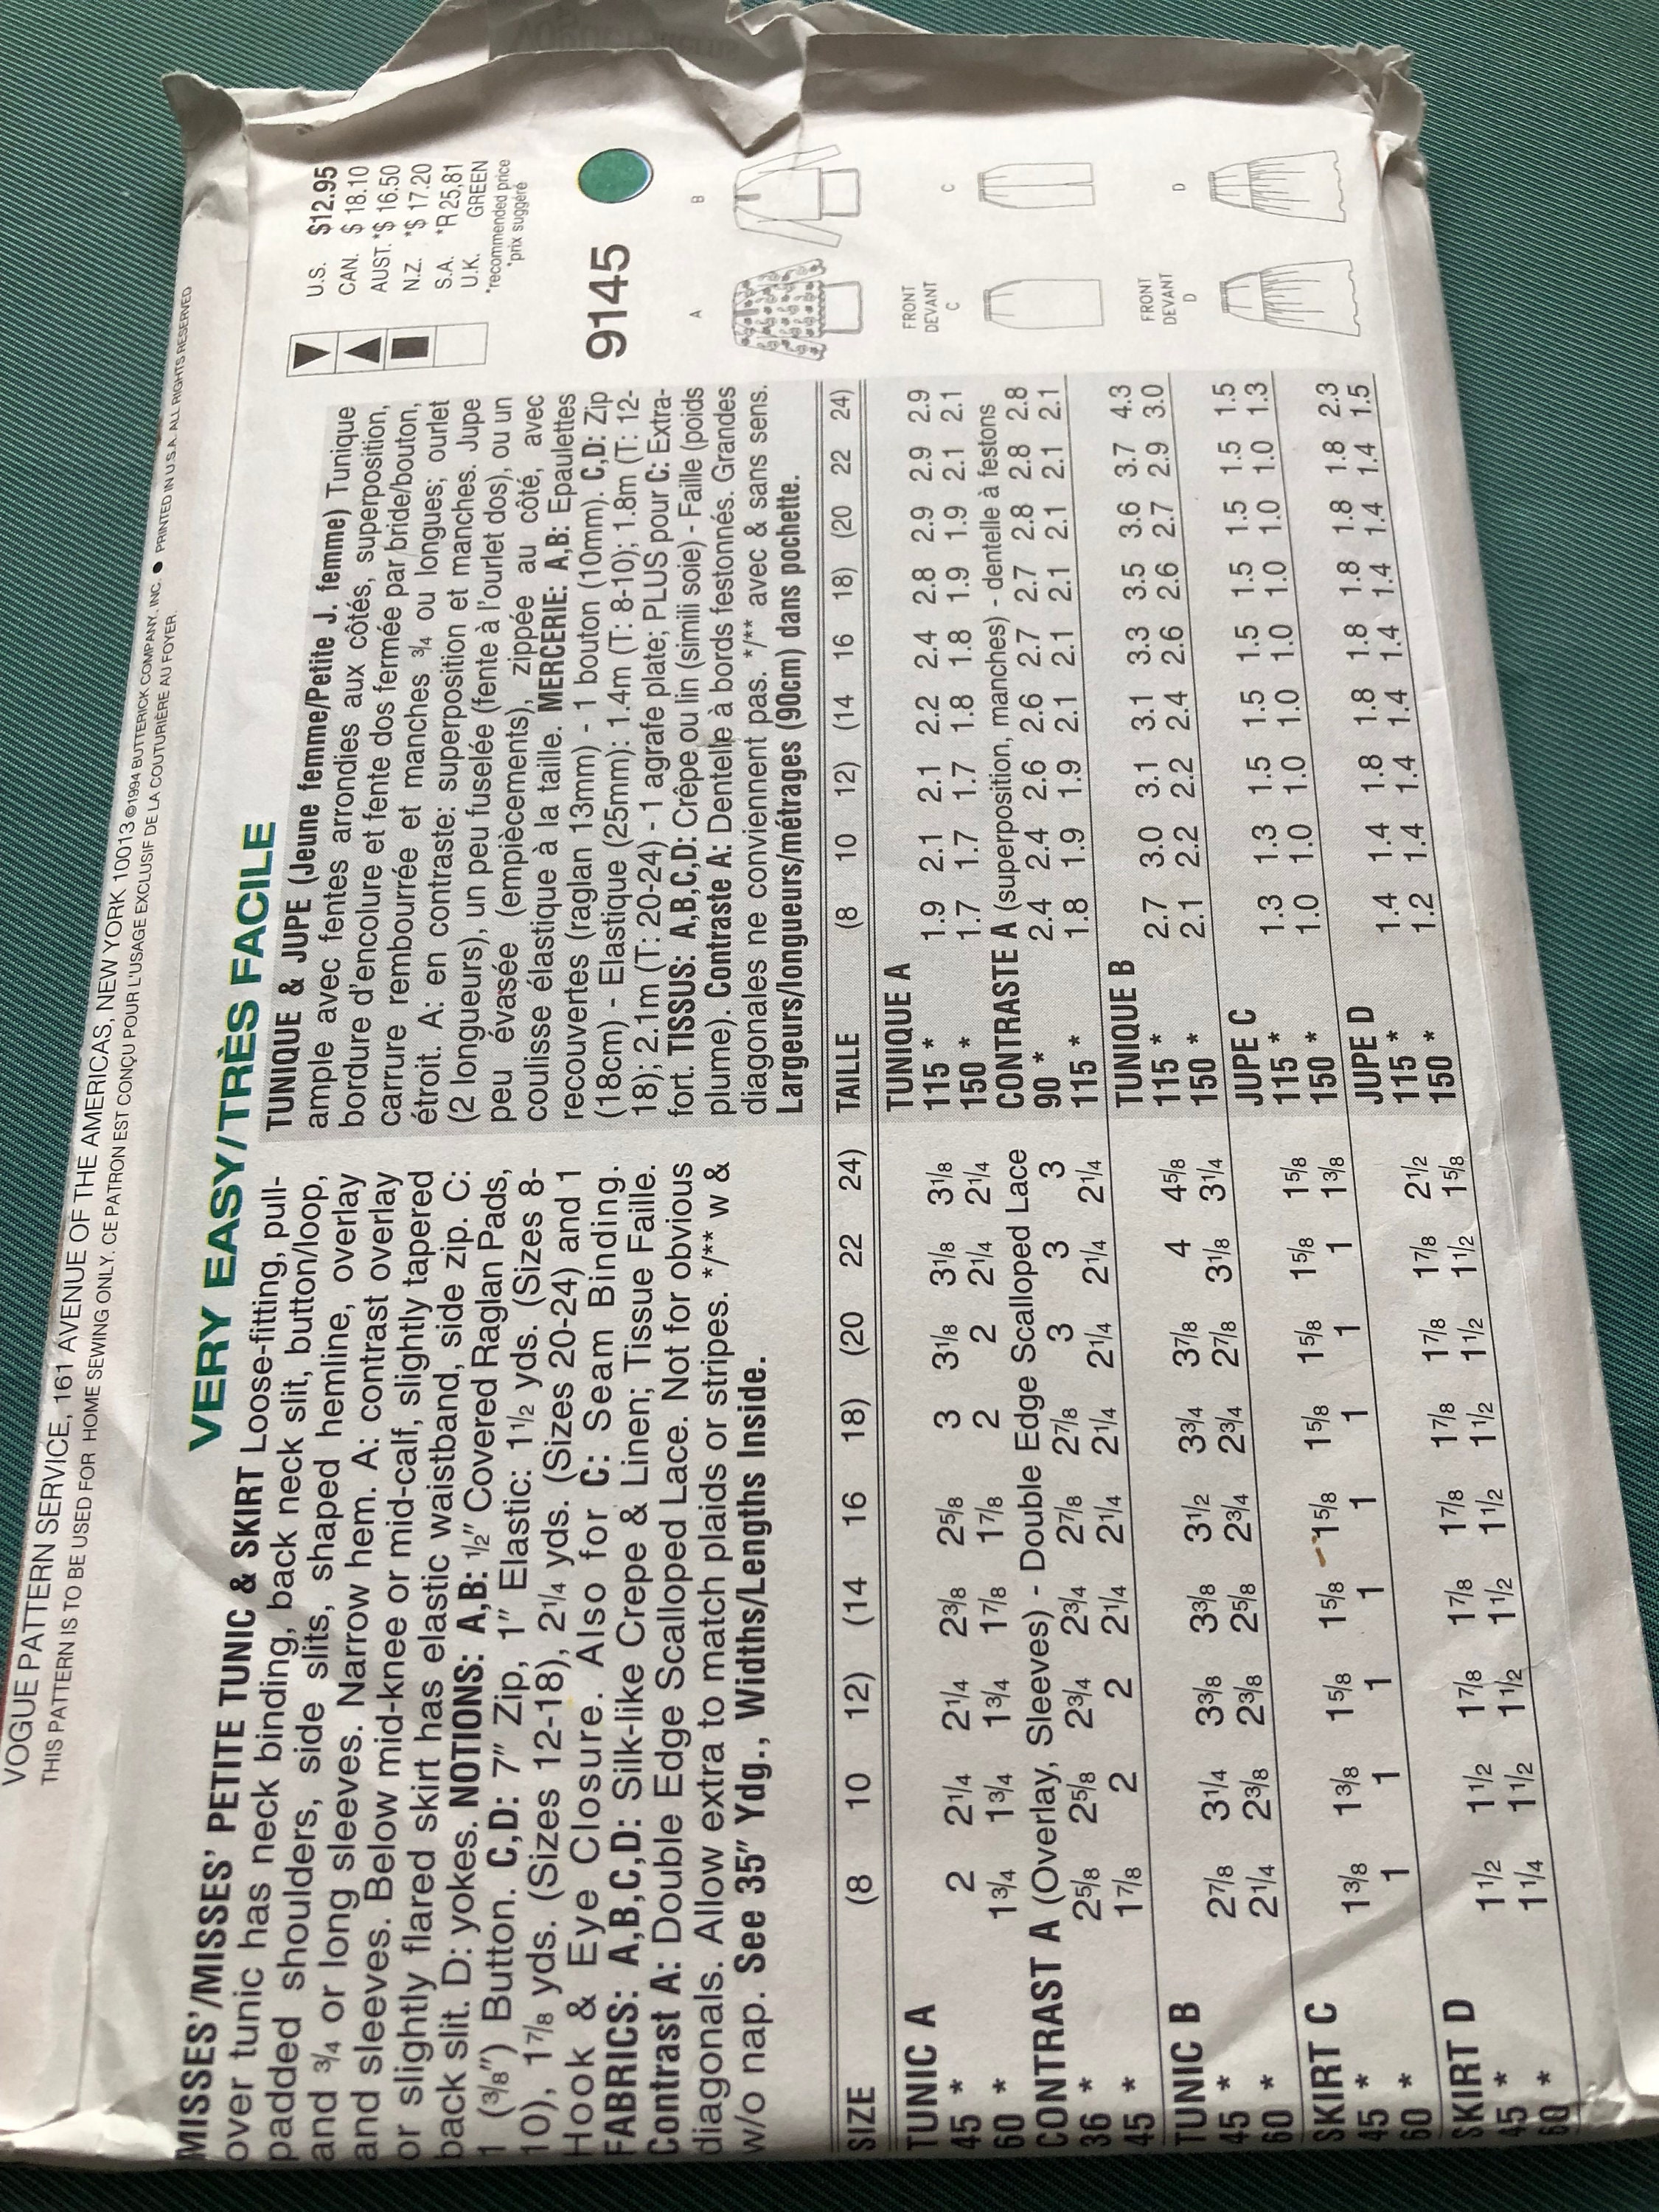 VOGUE PATTERN SERVICE, 161 AVENUE OF THE AMERICAS, NEW YORK 10013 ©1994 BUTTERICK COMPANY, INC. ● PRINTED IN U.S.A. ALL RIGHTS RESERVED
THIS PATTERN IS TO BE USED FOR HOME SEWING ONLY. CE PATRON EST CONÇU POUR L'USAGE EXCLUSIF DE LA COUTURIÈRE AU FOYER.
VERY EASY/TRÈS FACILE
MISSES'/MISSES' PETITE TUNIC & SKIRT Loose-fitting, pull-
over tunic has neck binding, back neck slit, button/loop,
padded shoulders, side slits, shaped hemline, overlay
and 3/4 or long sleeves. Narrow hem. A: contrast overlay
and sleeves. Below mid-knee or mid-calf, slightly tapered
or slightly flared skirt has elastic waistband, side zip. C:
back slit. D: yokes. NOTIONS: A,B: 1/2" Covered Raglan Pads,
1 (3/8") Button. C,D: 7" Zip, 1" Elastic: 1 1/2 yds. (Sizes 8-
10), 1 7/8 yds. (Sizes 12-18), 2 1/4 yds. (Sizes 20-24) and 1
Hook & Eye Closure. Also for C: Seam Binding.
FABRICS: A,B,C,D: Silk-like Crepe & Linen; Tissue Faille.
Contrast A: Double Edge Scalloped Lace. Not for obvious
diagonals. Allow extra to match plaids or stripes. */** w &
w/o nap. See 35" Ydg., Widths/Lengths Inside.
TUNIQUE & JUPE (Jeune femme/Petite J. femme) Tunique
ample avec fentes arrondies aux côtés, superposition,
bordure d'encolure et fente dos fermée par bride/bouton,
carrure rembourrée et manches 3/4 ou longues; ourlet
étroit. A: en contraste: superposition et manches. Jupe
(2 longueurs), un peu fuselée (fente à l'ourlet dos), ou un
peu évasée (empiècements), zippée au côté, avec
coulisse élastique à la taille. MERCERIE: A,B: Epaulettes
recouvertes (raglan 13mm) - 1 bouton (10mm). C,D: Zip
(18cm) - Elastique (25mm): 1.4m (T: 8-10); 1.8m (T: 12-
18); 2.1m (T: 20-24) - 1 agrafe plate; PLUS pour C: Extra-
fort. TISSUS: A,B,C,D: Crêpe ou lin (simili soie) - Faille (poids
plume). Contraste A: Dentelle à bords festonnés. Grandes
diagonales ne conviennent pas. */** avec & sans sens.
Largeurs/longueurs/métrages (90cm) dans pochette.
U.S. $12.95
CAN. $ 18.10
AUST. *$ 16.50
N.Z. *$ 17.20
S.A. *R 25,81
U.K. GREEN
*recommended price
*prix suggéré
9145
A B
FRONT
DEVANT
C C
FRONT
DEVANT
D D
SIZE (8 10 12) (14 16 18) (20 22 24)
TUNIC A
45 * 2 2 1/4 2 1/4 2 3/8 2 5/8 3 3 1/8 3 1/8 3 1/8
60 * 1 3/4 1 3/4 1 3/4 1 7/8 1 7/8 2 2 2 1/4 2 1/4
CONTRAST A (Overlay, Sleeves) - Double Edge Scalloped Lace
36 * 2 5/8 2 5/8 2 3/4 2 3/4 2 7/8 2 7/8 3 3 3
45 * 1 7/8 2 2 2 1/4 2 1/4 2 1/4 2 1/4 2 1/4 2 1/4
TUNIC B
45 * 2 7/8 3 1/4 3 3/8 3 3/8 3 1/2 3 3/4 3 7/8 4 4 5/8
60 * 2 1/4 2 3/8 2 3/8 2 5/8 2 3/4 2 3/4 2 7/8 3 1/8 3 1/4
SKIRT C
45 * 1 3/8 1 3/8 1 5/8 1 5/8 1 5/8 1 5/8 1 5/8 1 5/8 1 5/8
60 * 1 1 1 1 1 1 1 1 1 3/8
SKIRT D
45 * 1 1/2 1 1/2 1 7/8 1 7/8 1 7/8 1 7/8 1 7/8 1 7/8 2 1/2
60 * 1 1/4 1 1/2 1 1/2 1 1/2 1 1/2 1 1/2 1 1/2 1 1/2 1 5/8
TAILLE (8 10 12) (14 16 18) (20 22 24)
TUNIQUE A
115 * 1.9 2.1 2.1 2.2 2.4 2.8 2.9 2.9 2.9
150 * 1.7 1.7 1.7 1.8 1.8 1.9 1.9 2.1 2.1
CONTRASTE A (superposition, manches) - dentelle à festons
90 * 2.4 2.4 2.6 2.6 2.7 2.7 2.8 2.8 2.8
115 * 1.8 1.9 1.9 2.1 2.1 2.1 2.1 2.1 2.1
TUNIQUE B
115 * 2.7 3.0 3.1 3.1 3.3 3.5 3.6 3.7 4.3
150 * 2.1 2.2 2.2 2.4 2.6 2.6 2.7 2.9 3.0
JUPE C
115 * 1.3 1.3 1.5 1.5 1.5 1.5 1.5 1.5 1.5
150 * 1.0 1.0 1.0 1.0 1.0 1.0 1.0 1.0 1.3
JUPE D
115 * 1.4 1.4 1.8 1.8 1.8 1.8 1.8 1.8 2.3
150 * 1.2 1.4 1.4 1.4 1.4 1.4 1.4 1.4 1.5